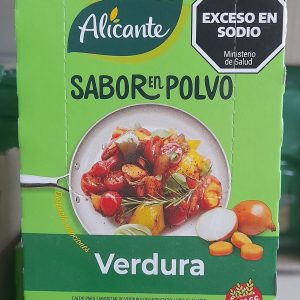 Alicante
EXCESO EN
SODIO
Ministerio
de Salud
SABOR EN POLVO
Verdura